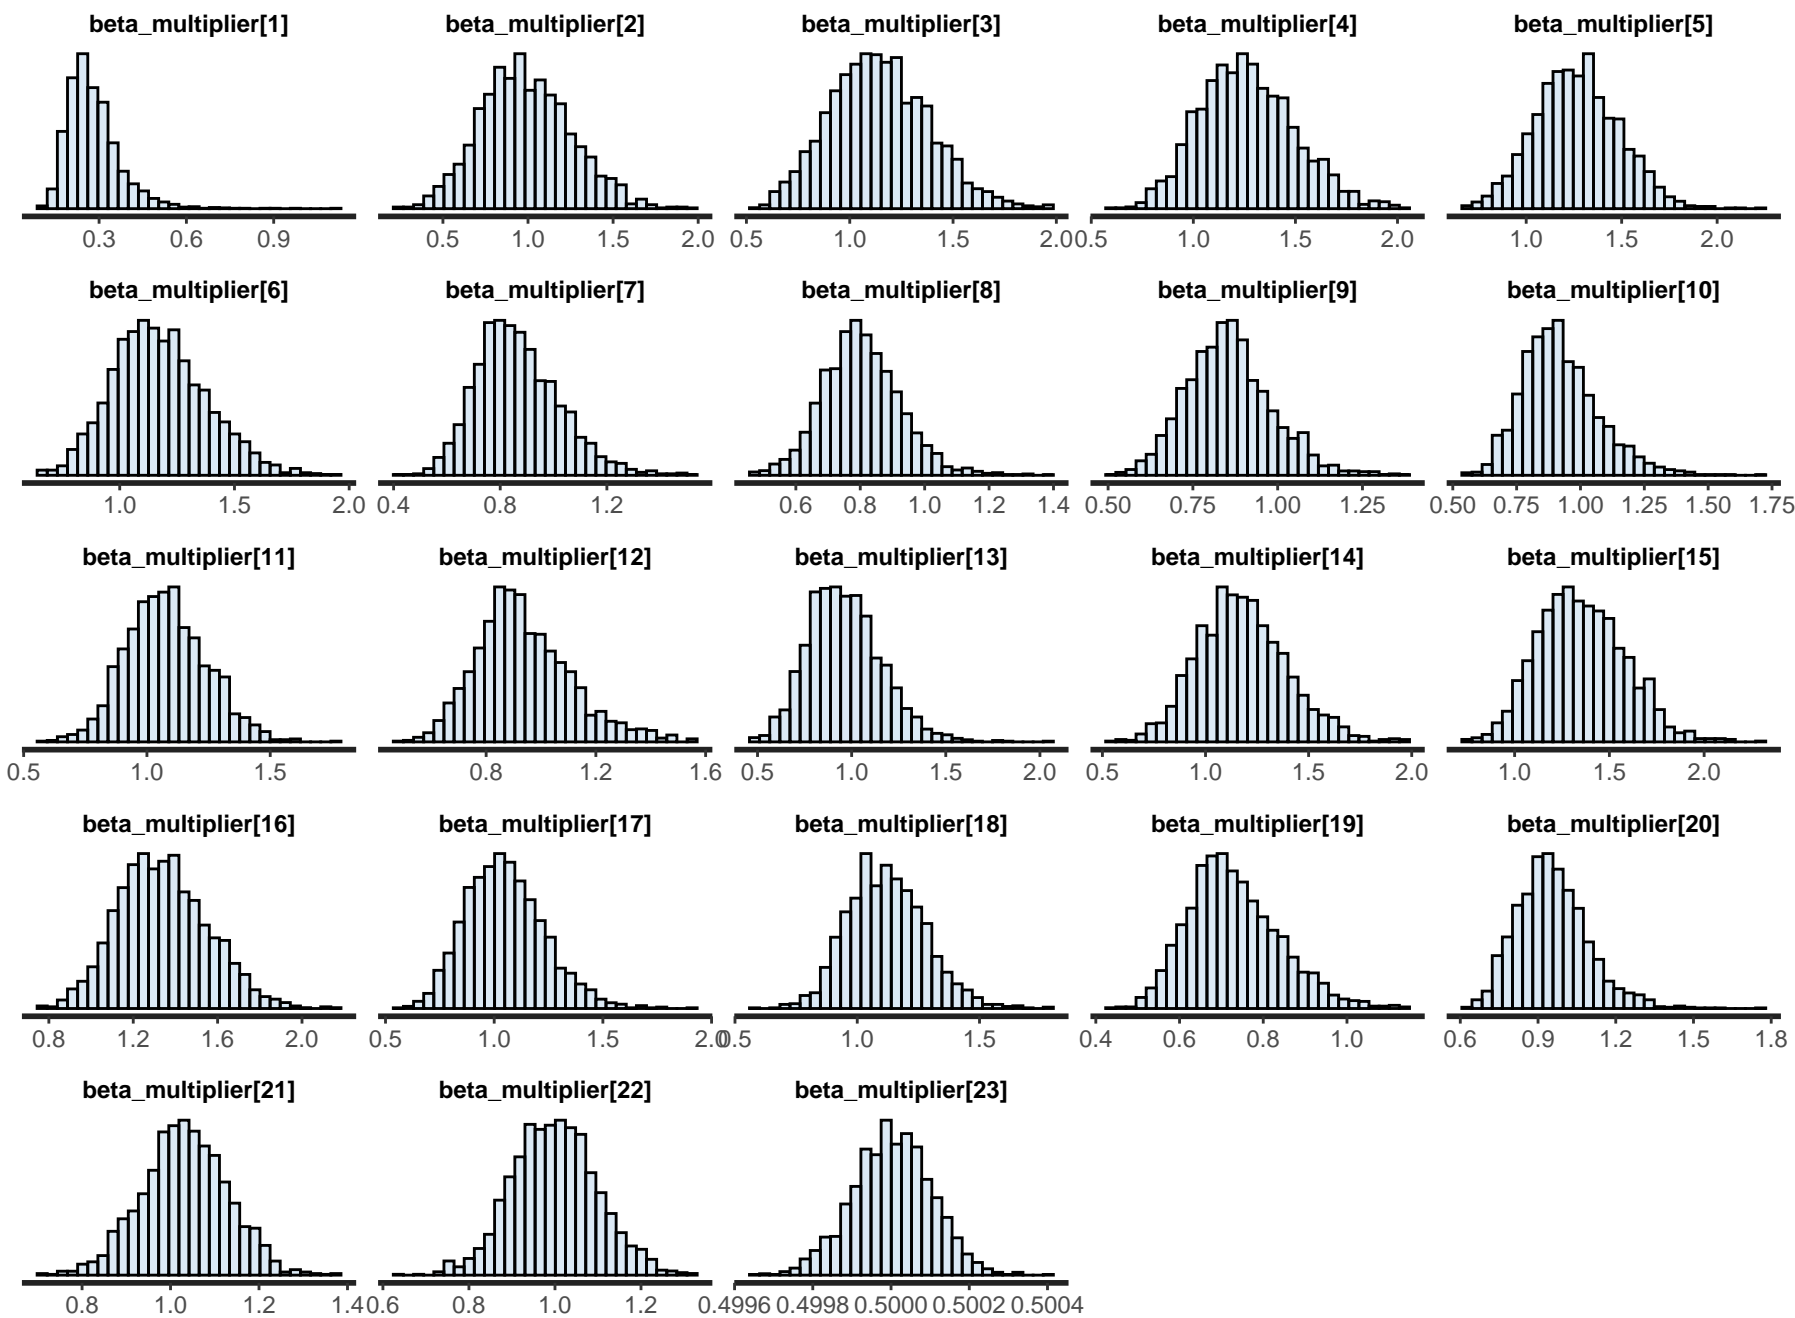 beta_multiplier[1] beta_multiplier[2] beta_multiplier[3] beta_multiplier[4] beta_multiplier[5]
0.3 0.6 0.9 0.5 1.0 1.5 2.0 0.5 1.0 1.5 2.0 0.5 1.0 1.5 2.0 1.0 1.5 2.0
beta_multiplier[6] beta_multiplier[7] beta_multiplier[8] beta_multiplier[9] beta_multiplier[10]
1.0 1.5 2.0 0.4 0.8 1.2 0.6 0.8 1.0 1.2 1.4 0.50 0.75 1.00 1.25 0.50 0.75 1.00 1.25 1.50 1.75
beta_multiplier[11] beta_multiplier[12] beta_multiplier[13] beta_multiplier[14] beta_multiplier[15]
0.5 1.0 1.5 0.8 1.2 1.6 0.5 1.0 1.5 2.0 0.5 1.0 1.5 2.0 1.0 1.5 2.0
beta_multiplier[16] beta_multiplier[17] beta_multiplier[18] beta_multiplier[19] beta_multiplier[20]
0.8 1.2 1.6 2.0 0.5 1.0 1.5 2.0 0.5 1.0 1.5 0.4 0.6 0.8 1.0 0.6 0.9 1.2 1.5 1.8
beta_multiplier[21] beta_multiplier[22] beta_multiplier[23]
0.8 1.0 1.2 1.4 0.6 0.8 1.0 1.2 0.4996 0.4998 0.5000 0.5002 0.5004